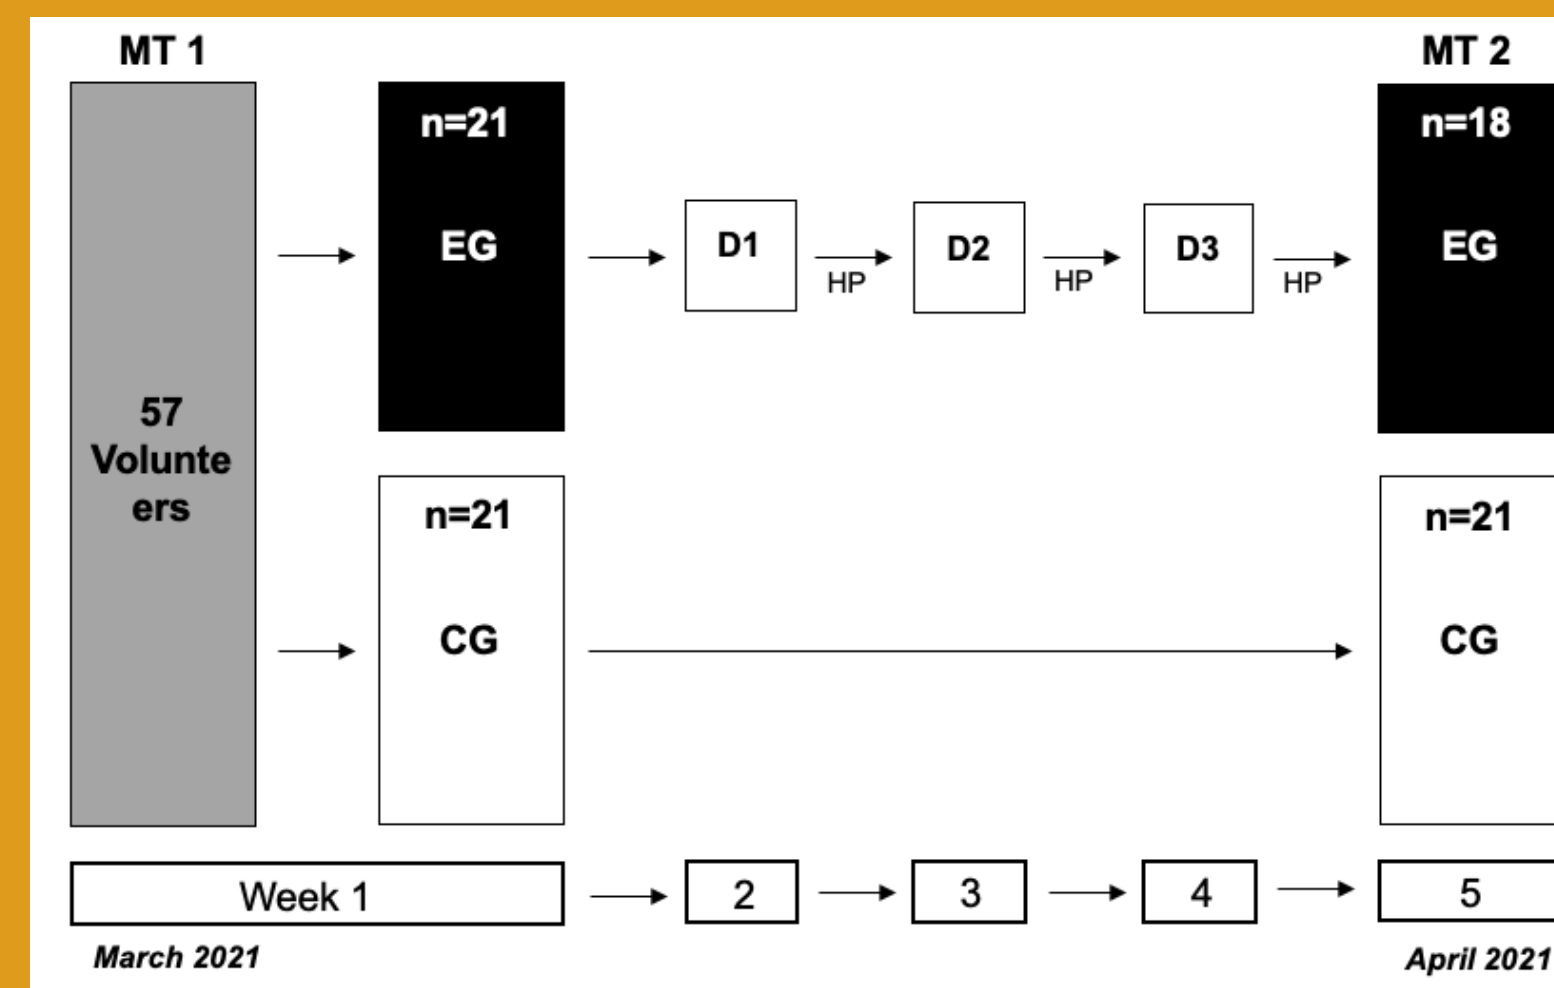 MT 1
MT 2
57
Volunte
ers
n=21
EG
D1
HP
D2
HP
D3
HP
n=18
EG
n=21
CG
n=21
CG
Week 1
2
3
4
5
March 2021
April 2021